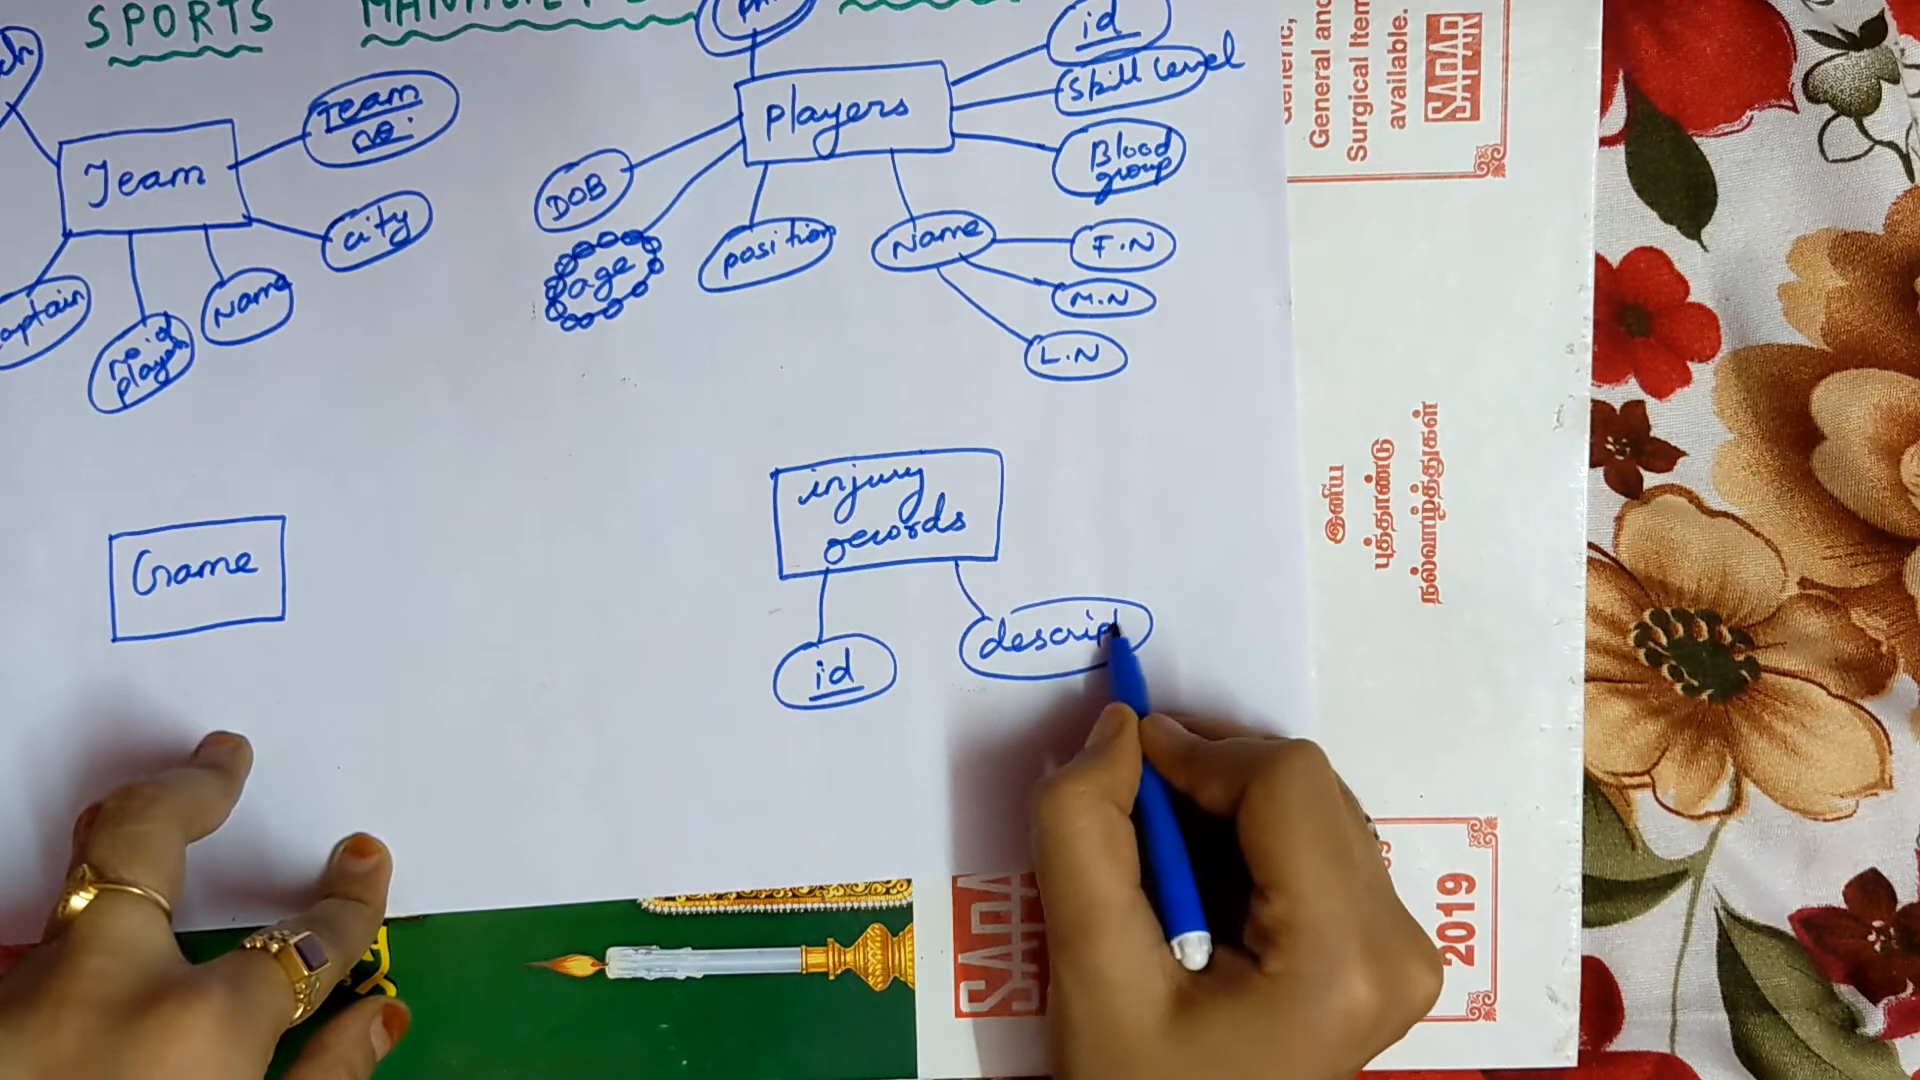 SPORTS
id
Skill Level
Players
Team
no.
Blood
group
Team
DOB
city
Name
F.N
position
age
Name
M.N
no. of
players
L.N
injury
records
Game
descrip
id
General and
Surgical Item
available.
SAFAR
இனிய
புத்தாண்டு
நல்வாழ்த்துகள்
2019